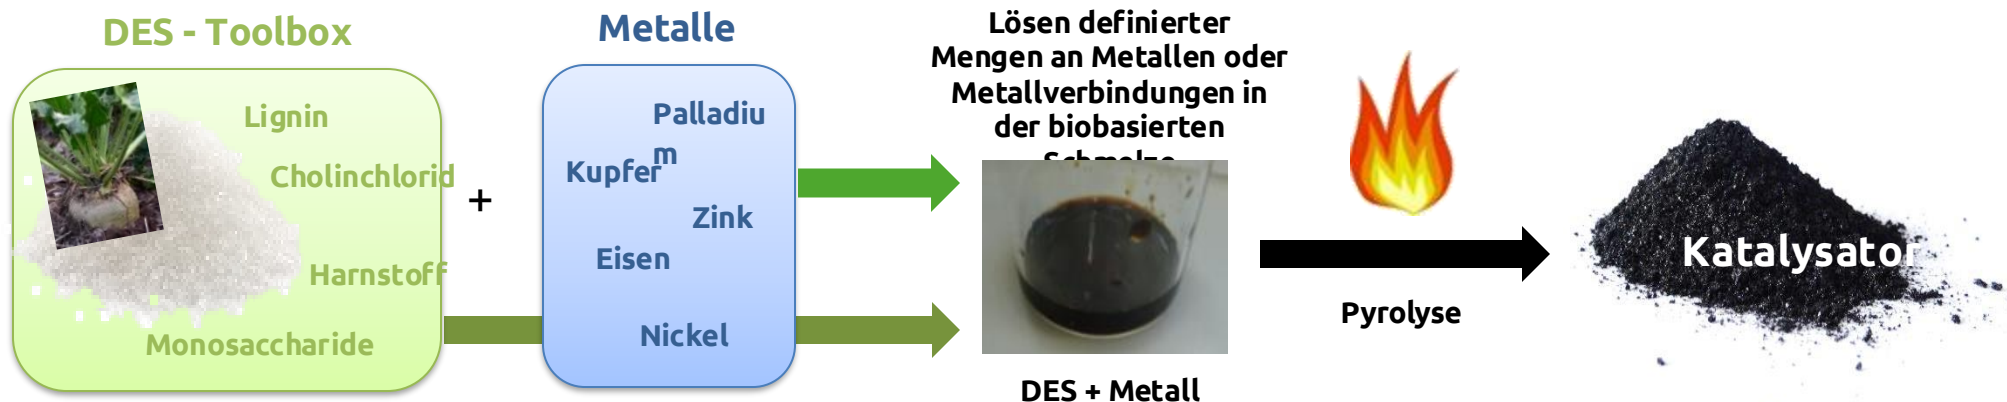 DES - Toolbox
Lignin
Cholinchlorid
Harnstoff
Monosaccharide
+
Metalle
Palladiu
m
Kupfer
Zink
Eisen
Nickel
Lösen definierter
Mengen an Metallen oder
Metallverbindungen in
der biobasierten
Schmelze
DES + Metall
Pyrolyse
Katalysator